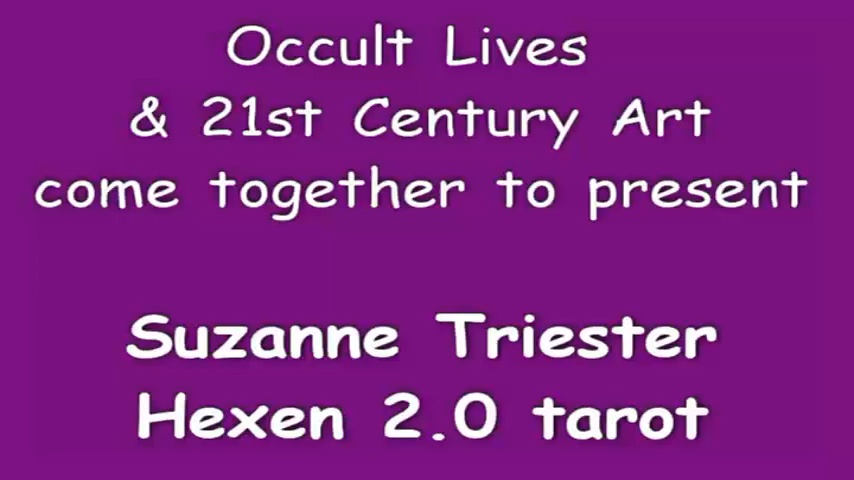 Occult Lives
& 21st Century Art
come together to present
Suzanne Triester
Hexen 2.0 tarot